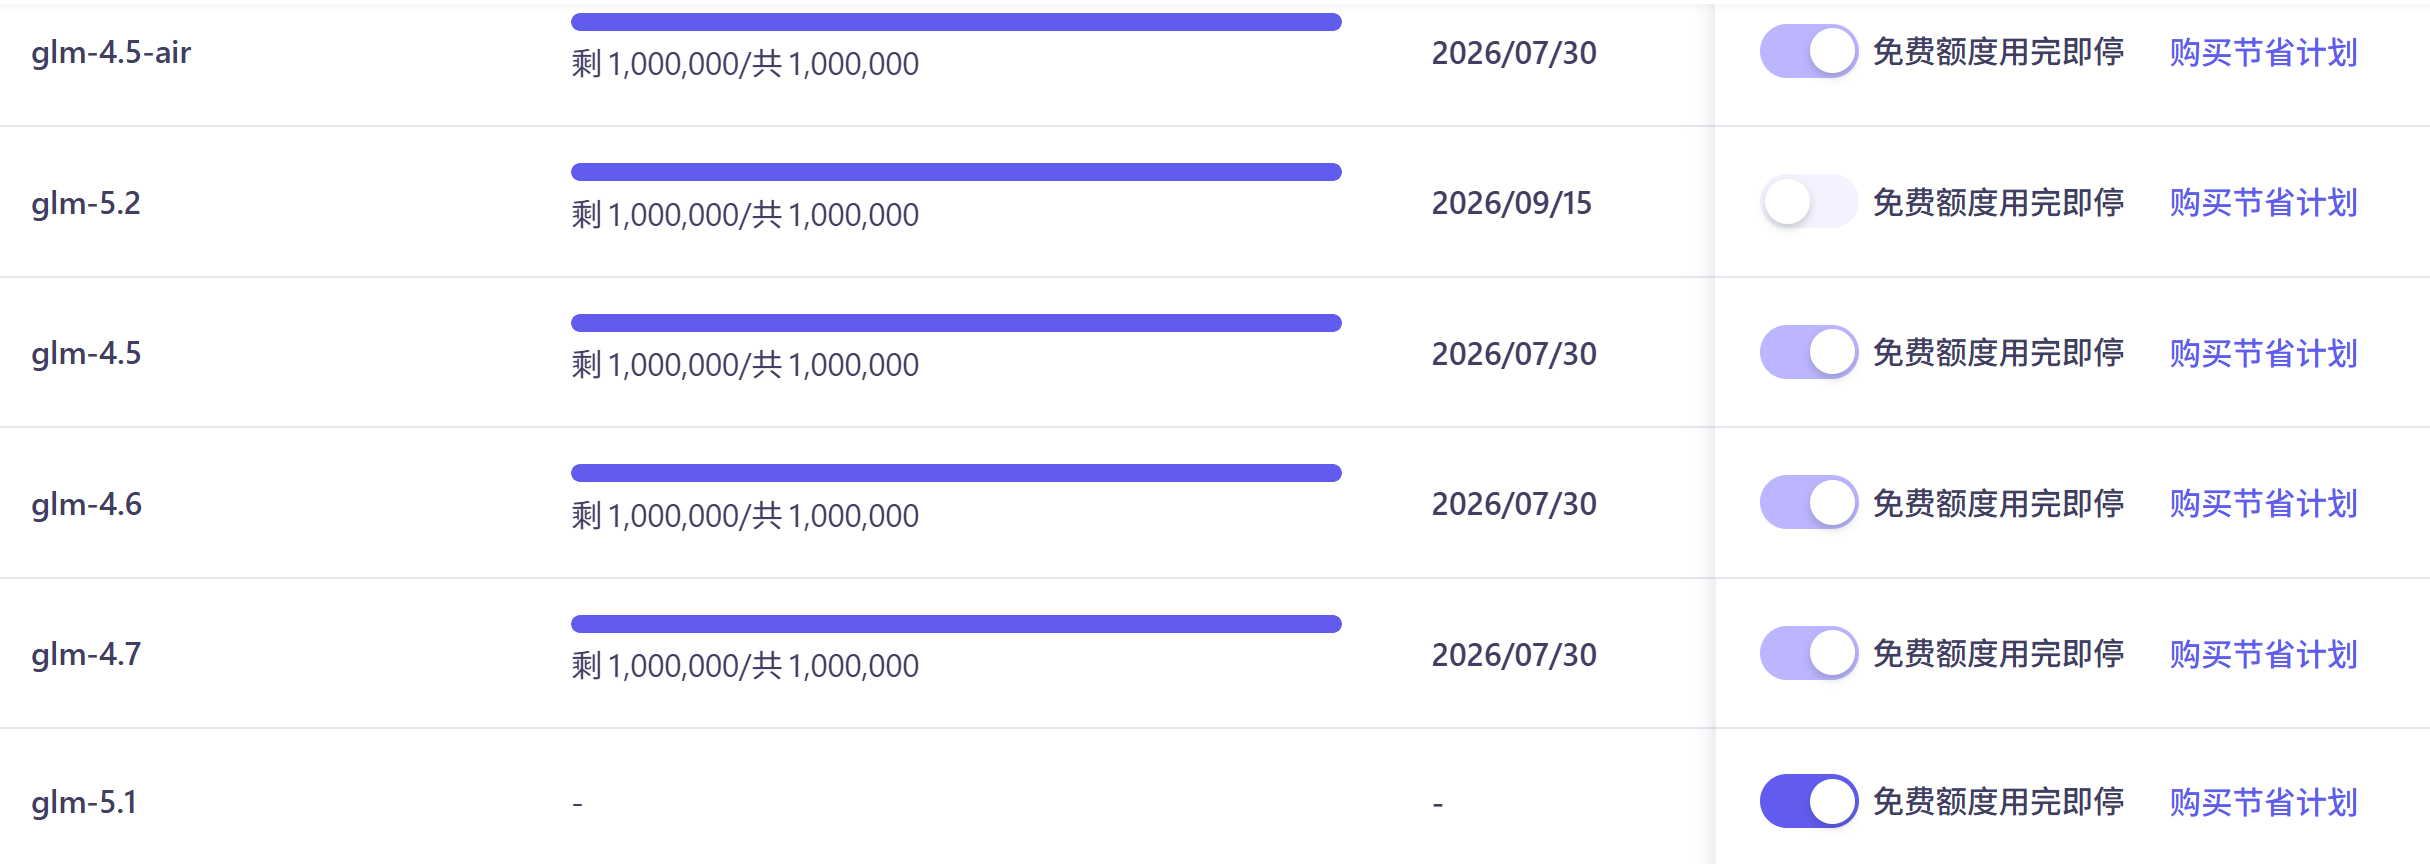 glm-4.5-air 剩 1,000,000/共 1,000,000 2026/07/30 免费额度用完即停 购买节省计划
glm-5.2 剩 1,000,000/共 1,000,000 2026/09/15 免费额度用完即停 购买节省计划
glm-4.5 剩 1,000,000/共 1,000,000 2026/07/30 免费额度用完即停 购买节省计划
glm-4.6 剩 1,000,000/共 1,000,000 2026/07/30 免费额度用完即停 购买节省计划
glm-4.7 剩 1,000,000/共 1,000,000 2026/07/30 免费额度用完即停 购买节省计划
glm-5.1 - - 免费额度用完即停 购买节省计划